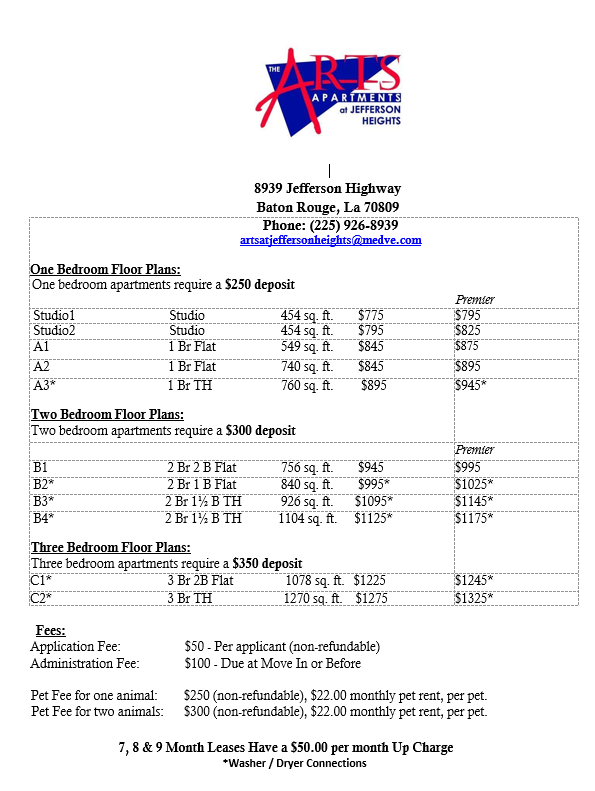 THE ARTS
APARTMENTS
at JEFFERSON
HEIGHTS
8939 Jefferson Highway
Baton Rouge, La 70809
Phone: (225) 926-8939
artsatjeffersonheights@medve.com
One Bedroom Floor Plans:
One bedroom apartments require a $250 deposit
Premier
Studio1 Studio 454 sq. ft. $775 $795
Studio2 Studio 454 sq. ft. $795 $825
A1 1 Br Flat 549 sq. ft. $845 $875
A2 1 Br Flat 740 sq. ft. $845 $895
A3* 1 Br TH 760 sq. ft. $895 $945*
Two Bedroom Floor Plans:
Two bedroom apartments require a $300 deposit
Premier
B1 2 Br 2 B Flat 756 sq. ft. $945 $995
B2* 2 Br 1 B Flat 840 sq. ft. $995* $1025*
B3* 2 Br 1½ B TH 926 sq. ft. $1095* $1145*
B4* 2 Br 1½ B TH 1104 sq. ft. $1125* $1175*
Three Bedroom Floor Plans:
Three bedroom apartments require a $350 deposit
C1* 3 Br 2B Flat 1078 sq. ft. $1225 $1245*
C2* 3 Br TH 1270 sq. ft. $1275 $1325*
Fees:
Application Fee: $50 - Per applicant (non-refundable)
Administration Fee: $100 - Due at Move In or Before
Pet Fee for one animal: $250 (non-refundable), $22.00 monthly pet rent, per pet.
Pet Fee for two animals: $300 (non-refundable), $22.00 monthly pet rent, per pet.
7, 8 & 9 Month Leases Have a $50.00 per month Up Charge
*Washer / Dryer Connections